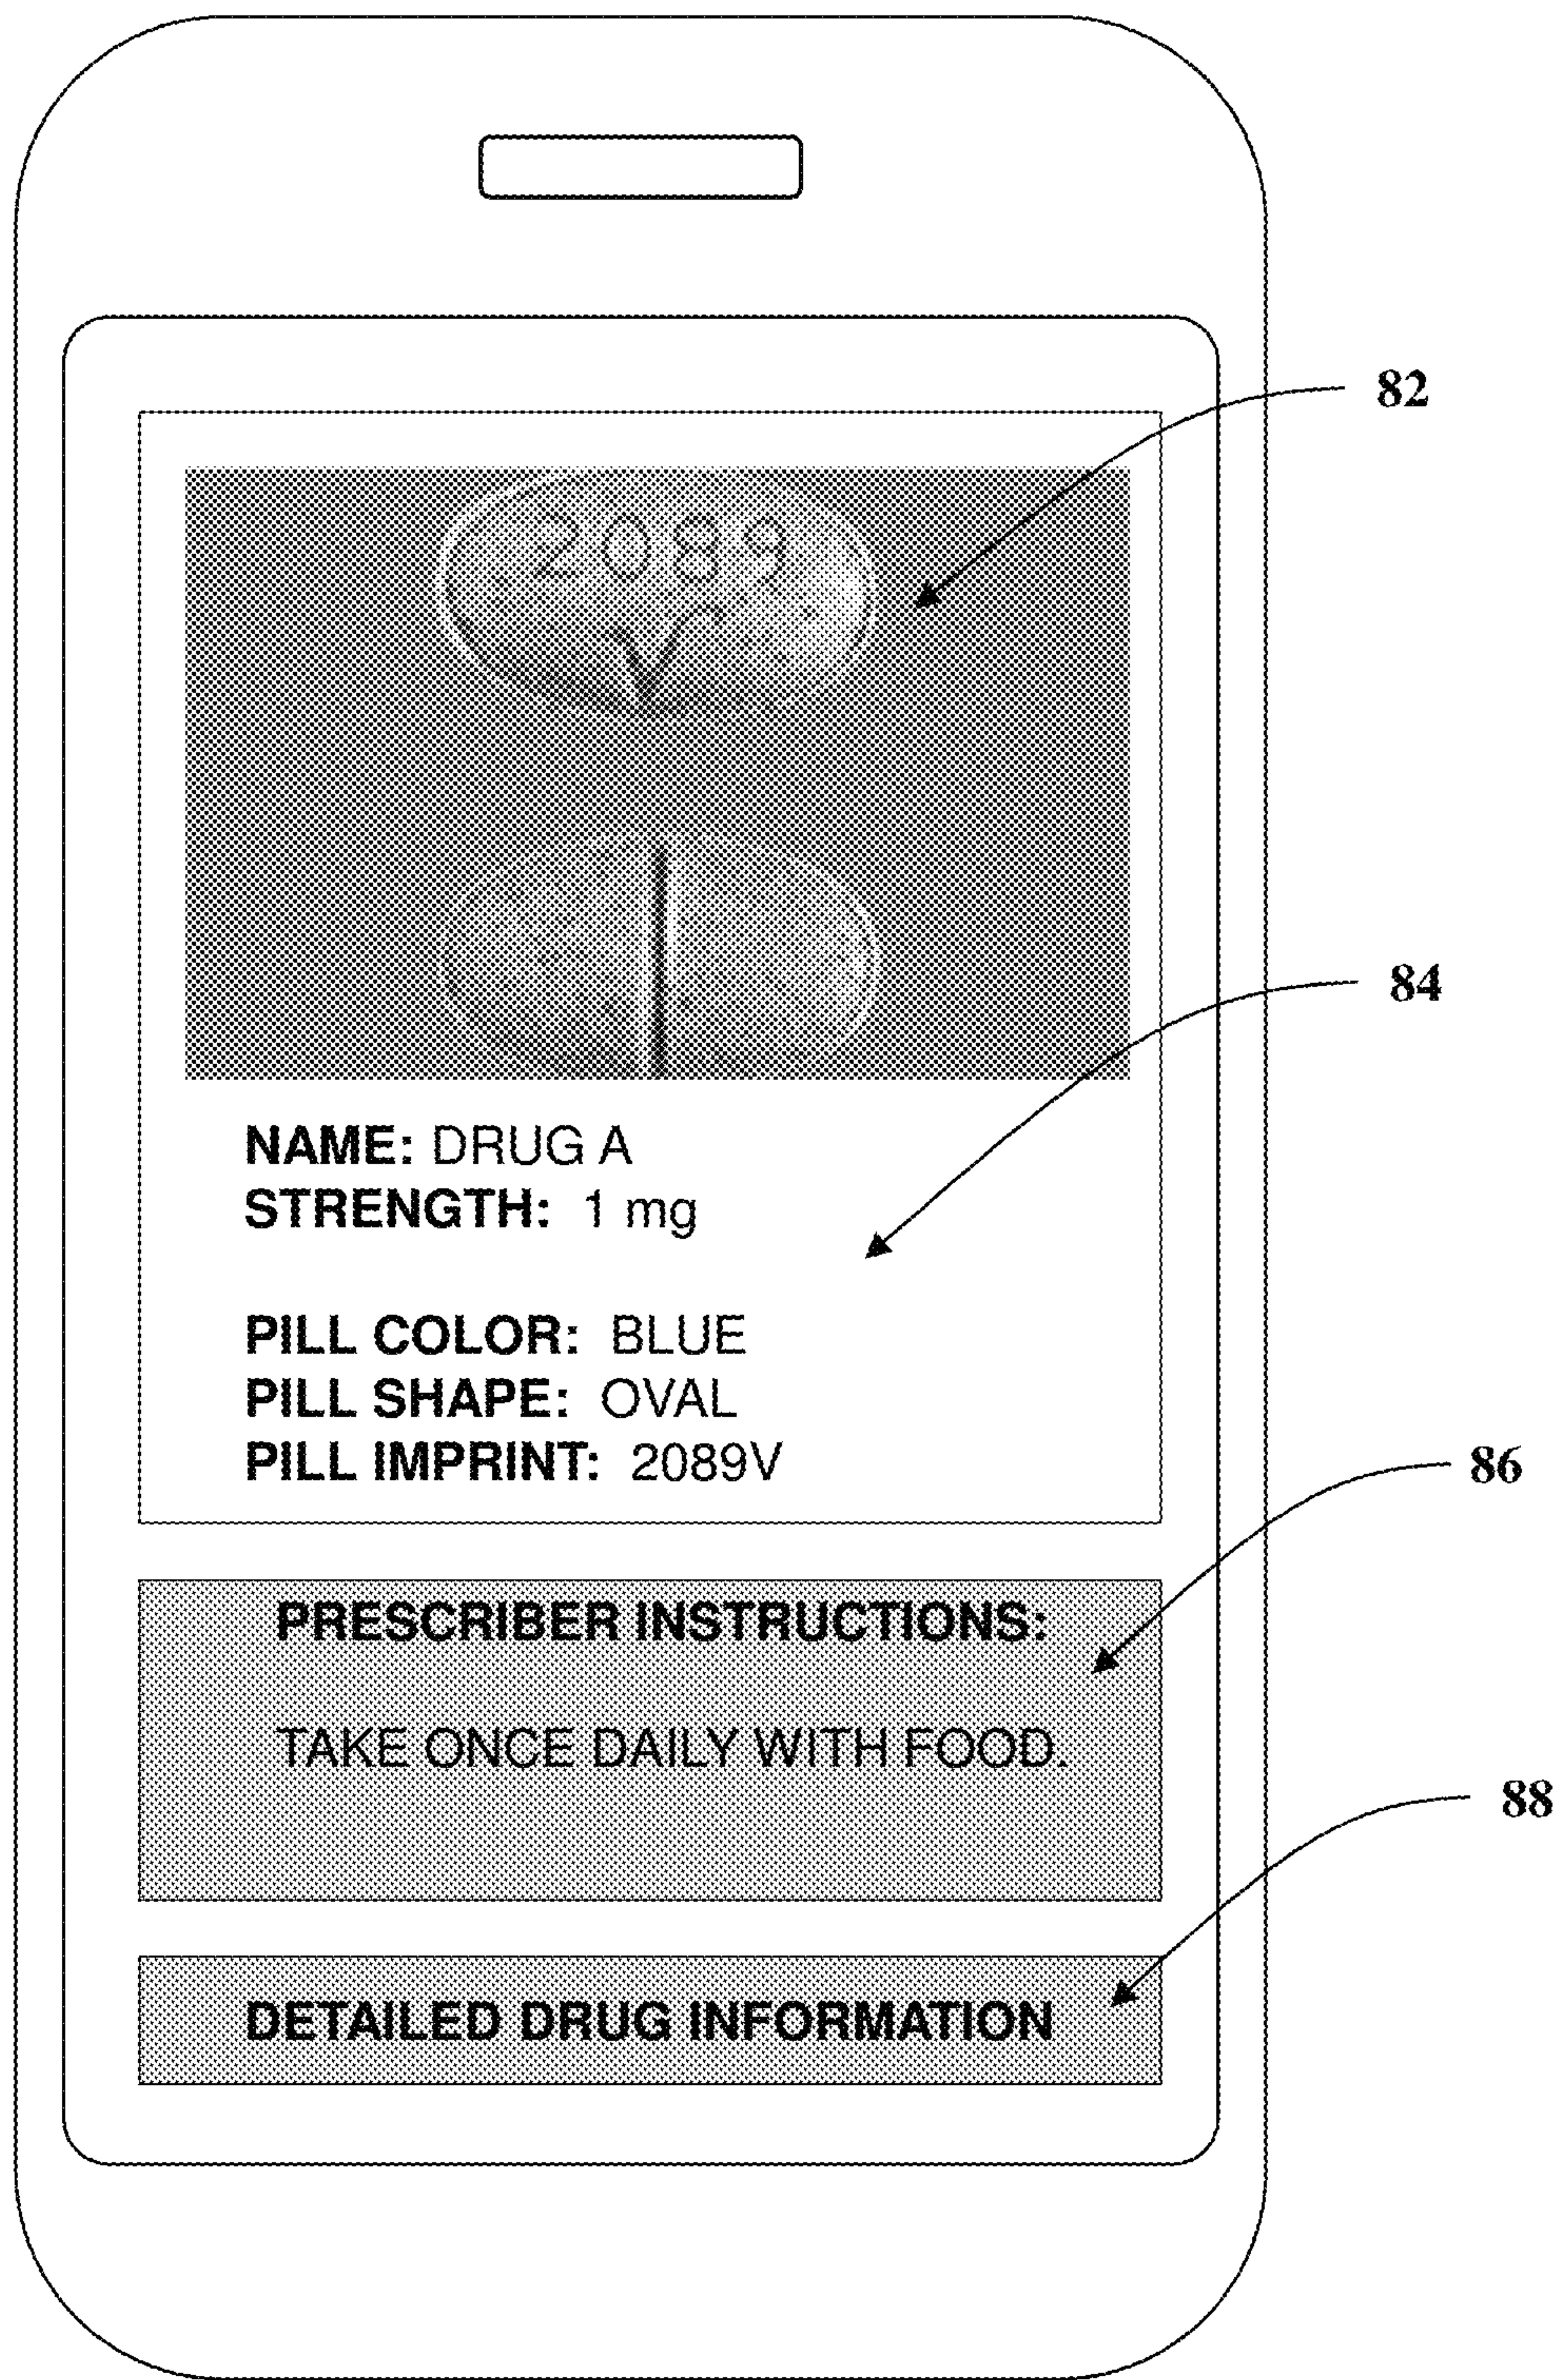 82
2089
V
84
NAME: DRUG A
STRENGTH: 1 mg
PILL COLOR: BLUE
PILL SHAPE: OVAL
PILL IMPRINT: 2089V
86
PRESCRIBER INSTRUCTIONS:
TAKE ONCE DAILY WITH FOOD.
88
DETAILED DRUG INFORMATION